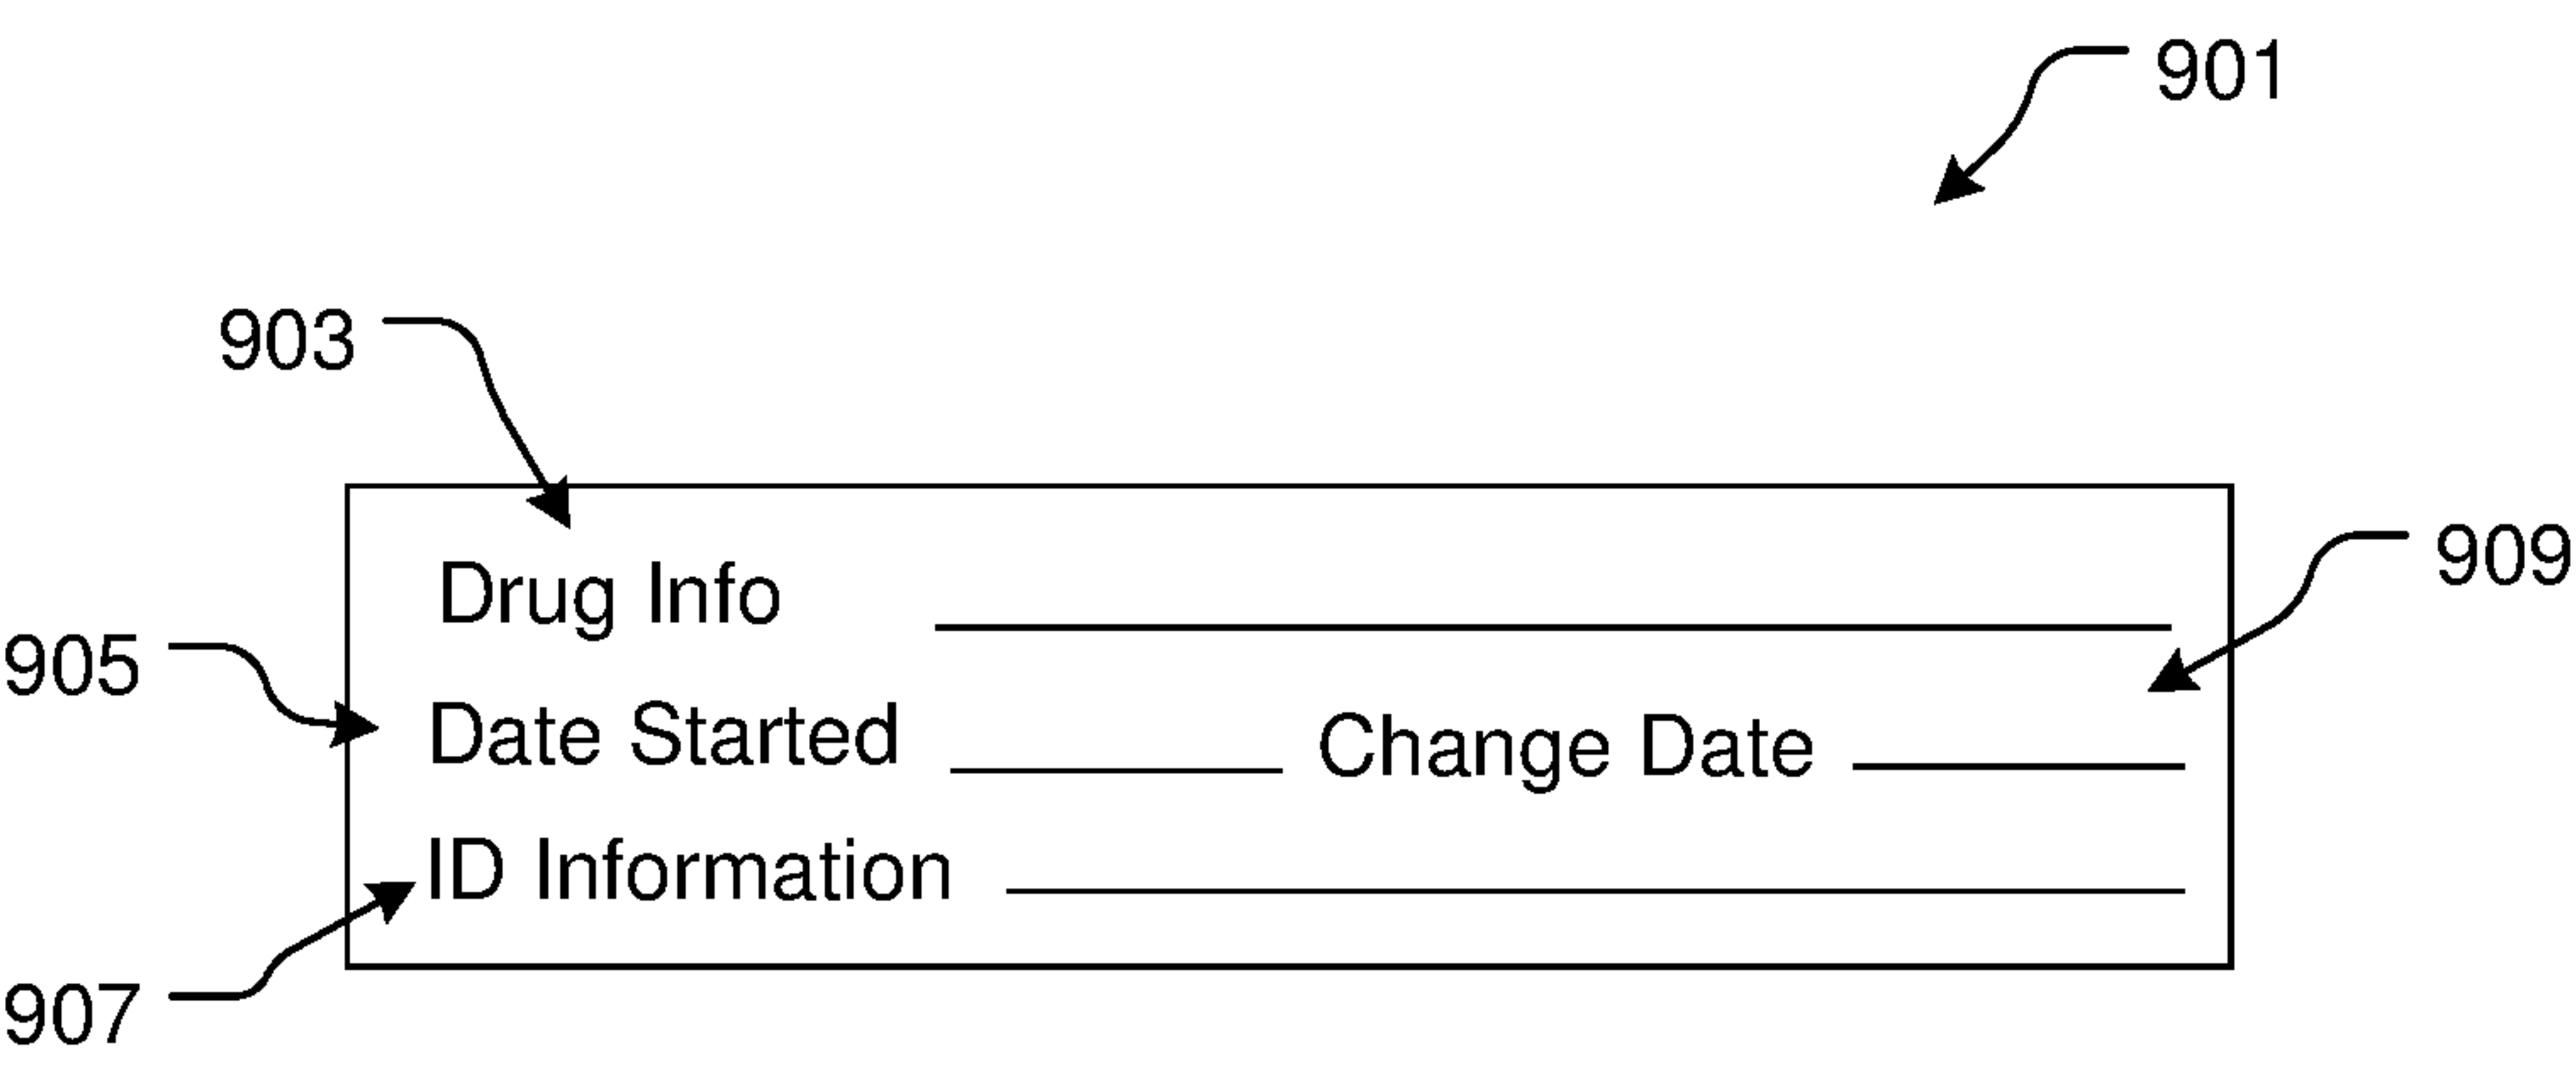 901
903
Drug Info
909
905
Date Started Change Date
ID Information
907